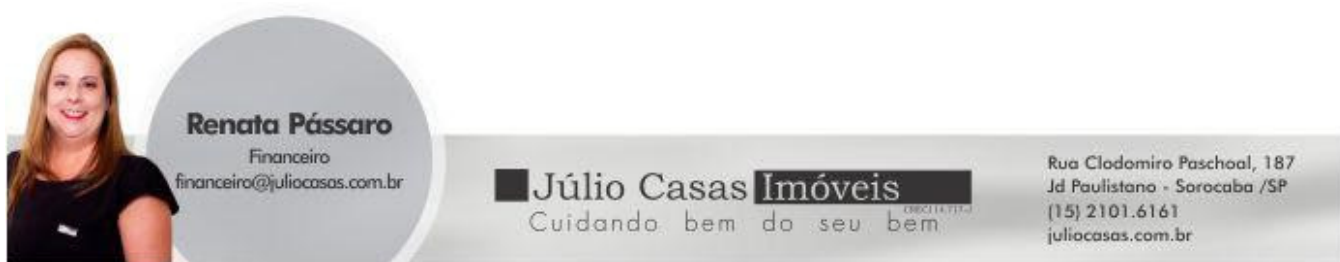 Renata Pássaro
Financeiro
financeiro@juliocasas.com.br
Júlio Casas Imóveis
Cuidando bem do seu bem
Rua Clodomiro Paschoal, 187
Jd Paulistano - Sorocaba /SP
(15) 2101.6161
juliocasas.com.br